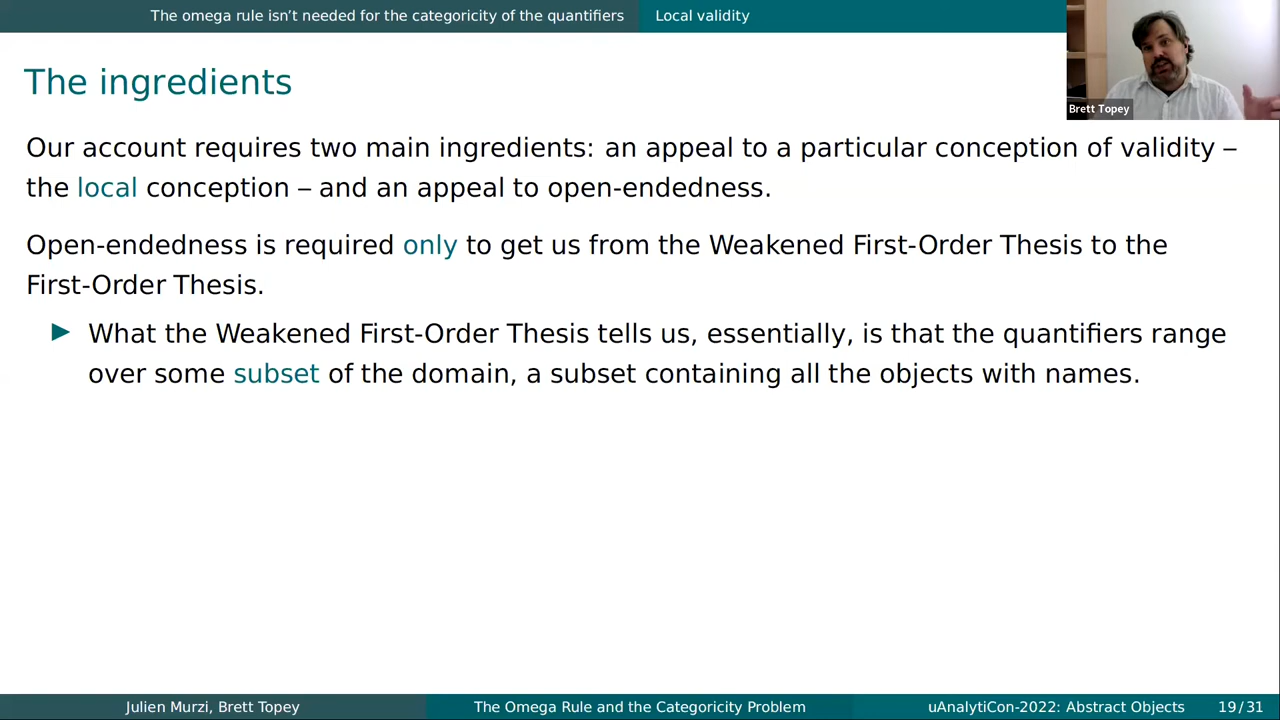 The omega rule isn’t needed for the categoricity of the quantifiers
Local validity
The ingredients
Brett Topey
Our account requires two main ingredients: an appeal to a particular conception of validity –
the local conception – and an appeal to open-endedness.
Open-endedness is required only to get us from the Weakened First-Order Thesis to the
First-Order Thesis.
▶ What the Weakened First-Order Thesis tells us, essentially, is that the quantifiers range
over some subset of the domain, a subset containing all the objects with names.
Julien Murzi, Brett Topey
The Omega Rule and the Categoricity Problem
uAnalytiCon-2022: Abstract Objects
19/31